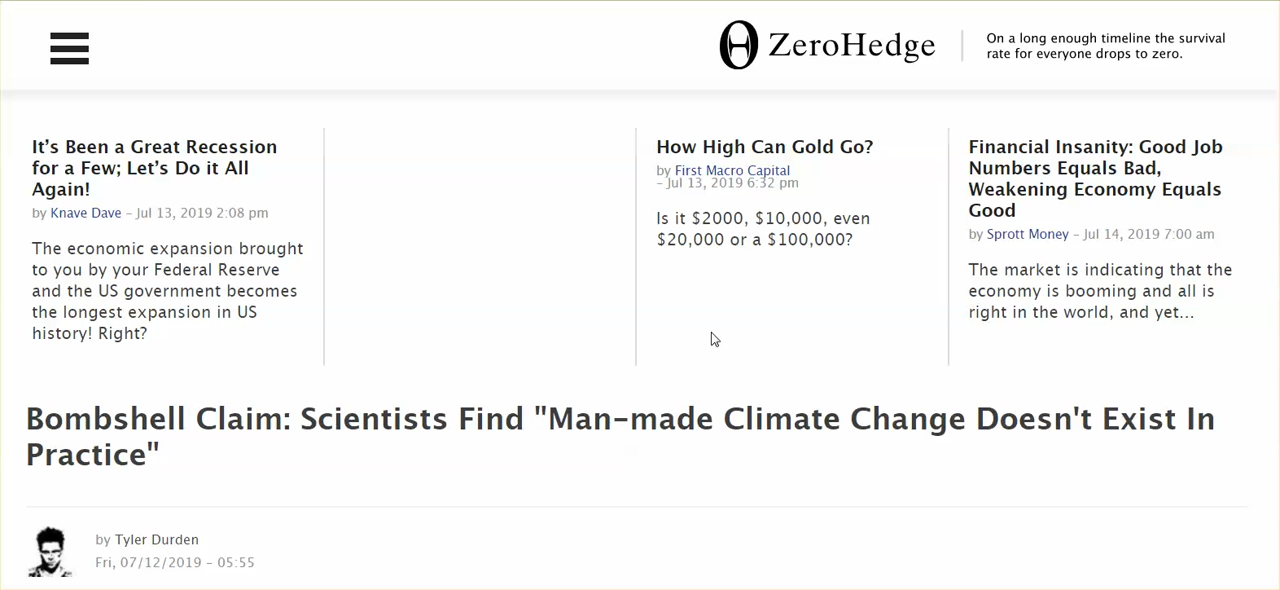 ZeroHedge
On a long enough timeline the survival
rate for everyone drops to zero.
It’s Been a Great Recession
for a Few; Let’s Do it All
Again!
by Knave Dave – Jul 13, 2019 2:08 pm
The economic expansion brought
to you by your Federal Reserve
and the US government becomes
the longest expansion in US
history! Right?
How High Can Gold Go?
by First Macro Capital
– Jul 13, 2019 6:32 pm
Is it $2000, $10,000, even
$20,000 or a $100,000?
Financial Insanity: Good Job
Numbers Equals Bad,
Weakening Economy Equals
Good
by Sprott Money – Jul 14, 2019 7:00 am
The market is indicating that the
economy is booming and all is
right in the world, and yet...
Bombshell Claim: Scientists Find "Man-made Climate Change Doesn't Exist In
Practice"
by Tyler Durden
Fri, 07/12/2019 - 05:55